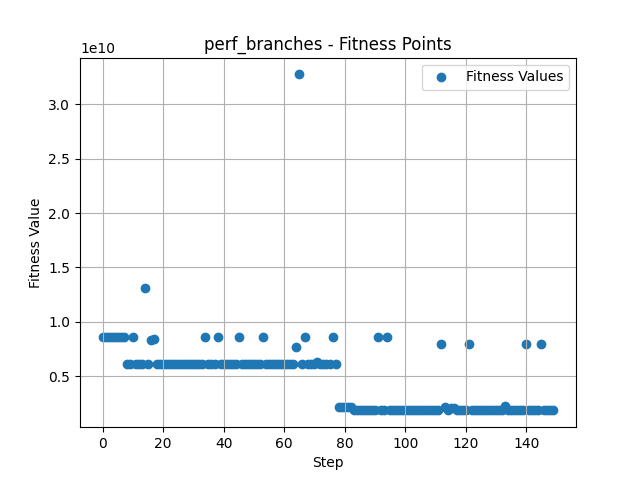 perf_branches - Fitness Points
1e10
Fitness Values
3.0
2.5
2.0
1.5
1.0
0.5
Fitness Value
0 20 40 60 80 100 120 140
Step